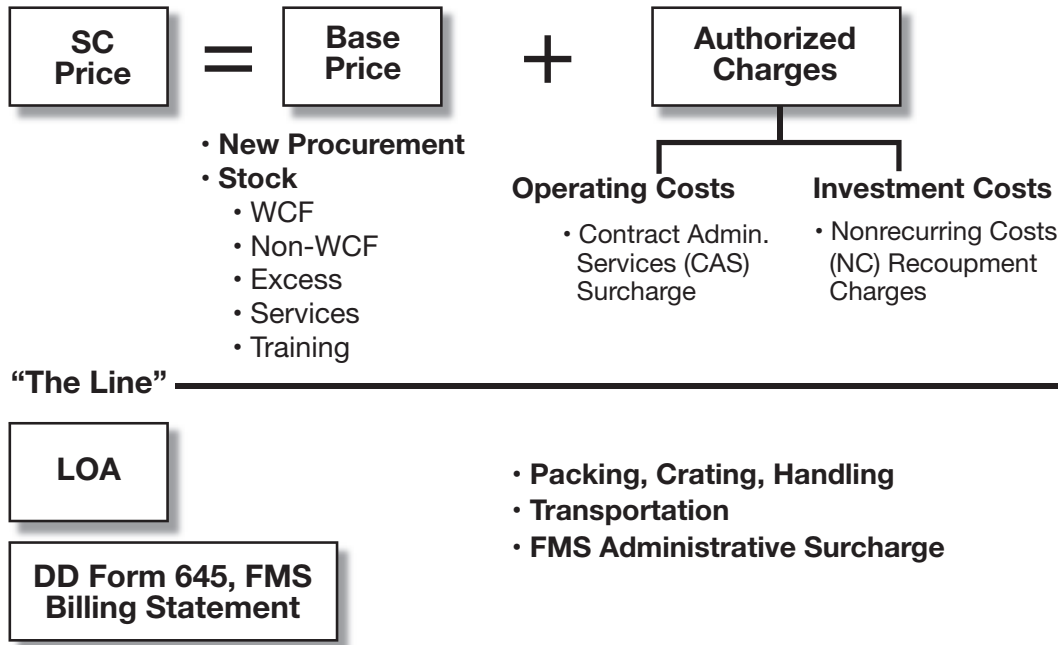 SC
Price
=
Base
Price
+
Authorized
Charges
• New Procurement
• Stock
• WCF
• Non-WCF
• Excess
• Services
• Training
Operating Costs
• Contract Admin.
Services (CAS)
Surcharge
Investment Costs
• Nonrecurring Costs
(NC) Recoupment
Charges
“The Line”
LOA
DD Form 645, FMS
Billing Statement
• Packing, Crating, Handling
• Transportation
• FMS Administrative Surcharge